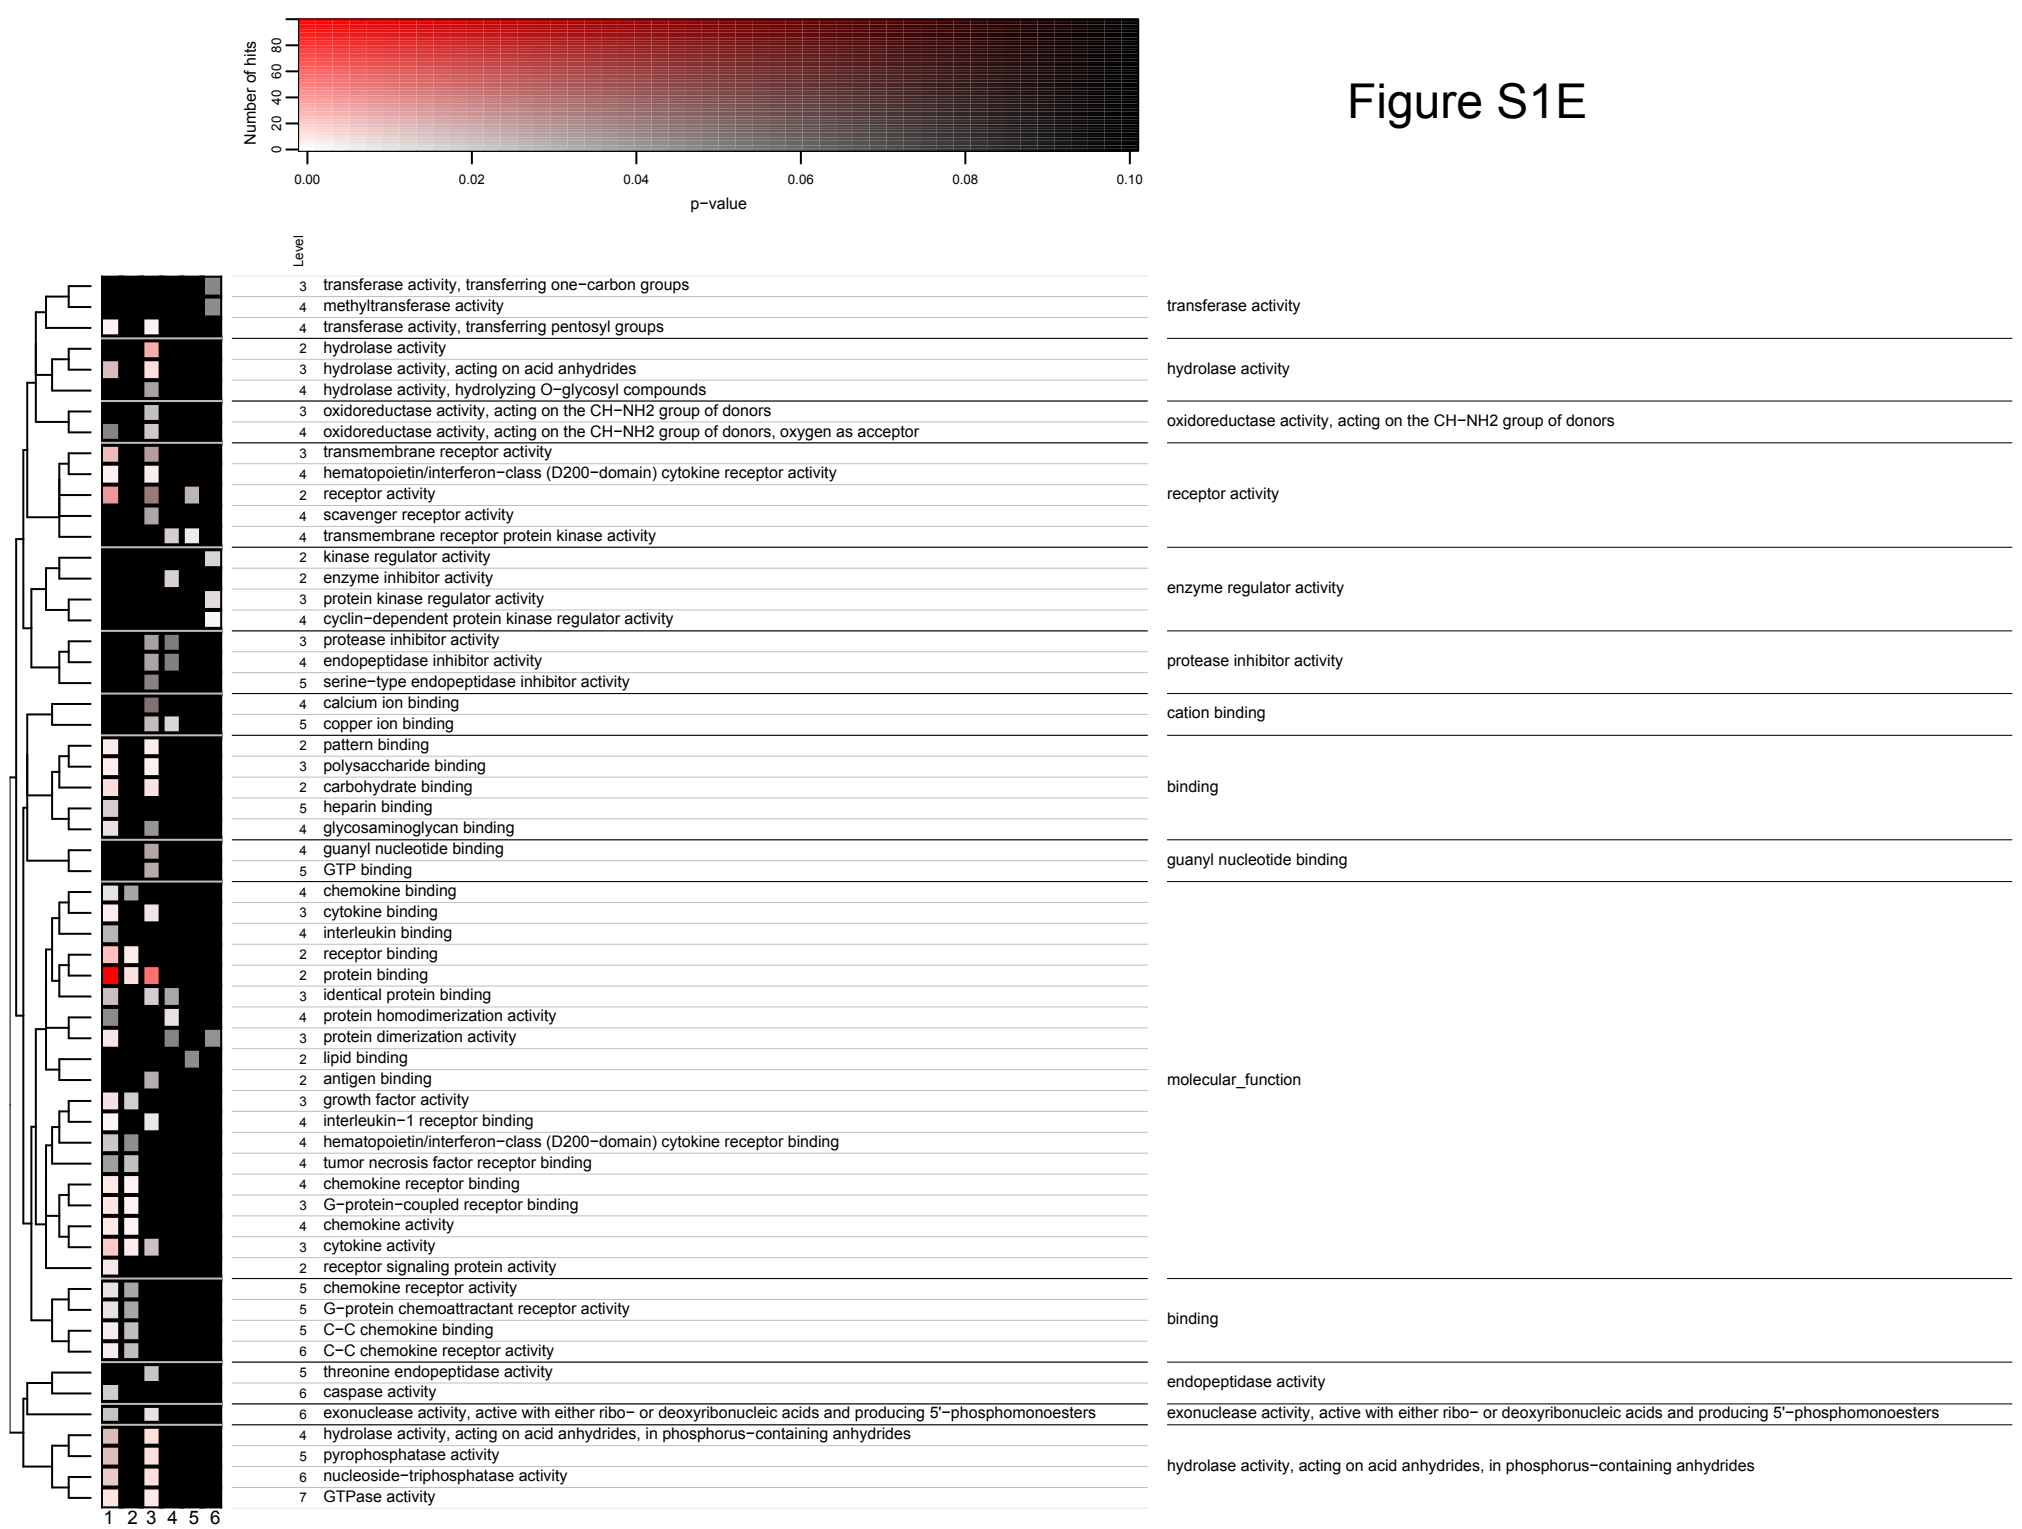 Figure S1E
Number of hits
80
60
40
20
0
0.00 0.02 0.04 0.06 0.08 0.10
p−value
Level
3 transferase activity, transferring one−carbon groups
4 methyltransferase activity
transferase activity
4 transferase activity, transferring pentosyl groups
2 hydrolase activity
3 hydrolase activity, acting on acid anhydrides
hydrolase activity
4 hydrolase activity, hydrolyzing O−glycosyl compounds
3 oxidoreductase activity, acting on the CH−NH2 group of donors
oxidoreductase activity, acting on the CH−NH2 group of donors
4 oxidoreductase activity, acting on the CH−NH2 group of donors, oxygen as acceptor
3 transmembrane receptor activity
4 hematopoietin/interferon−class (D200−domain) cytokine receptor activity
2 receptor activity
receptor activity
4 scavenger receptor activity
4 transmembrane receptor protein kinase activity
2 kinase regulator activity
2 enzyme inhibitor activity
enzyme regulator activity
3 protein kinase regulator activity
4 cyclin−dependent protein kinase regulator activity
3 protease inhibitor activity
4 endopeptidase inhibitor activity
protease inhibitor activity
5 serine−type endopeptidase inhibitor activity
4 calcium ion binding
cation binding
5 copper ion binding
2 pattern binding
3 polysaccharide binding
2 carbohydrate binding
binding
5 heparin binding
4 glycosaminoglycan binding
4 guanyl nucleotide binding
guanyl nucleotide binding
5 GTP binding
4 chemokine binding
3 cytokine binding
4 interleukin binding
2 receptor binding
2 protein binding
3 identical protein binding
4 protein homodimerization activity
3 protein dimerization activity
2 lipid binding
2 antigen binding
molecular_function
3 growth factor activity
4 interleukin−1 receptor binding
4 hematopoietin/interferon−class (D200−domain) cytokine receptor binding
4 tumor necrosis factor receptor binding
4 chemokine receptor binding
3 G−protein−coupled receptor binding
4 chemokine activity
3 cytokine activity
2 receptor signaling protein activity
5 chemokine receptor activity
5 G−protein chemoattractant receptor activity
binding
5 C−C chemokine binding
6 C−C chemokine receptor activity
5 threonine endopeptidase activity
endopeptidase activity
6 caspase activity
6 exonuclease activity, active with either ribo− or deoxyribonucleic acids and producing 5'−phosphomonoesters
exonuclease activity, active with either ribo− or deoxyribonucleic acids and producing 5'−phosphomonoesters
4 hydrolase activity, acting on acid anhydrides, in phosphorus−containing anhydrides
5 pyrophosphatase activity
hydrolase activity, acting on acid anhydrides, in phosphorus−containing anhydrides
6 nucleoside−triphosphatase activity
7 GTPase activity
1 2 3 4 5 6